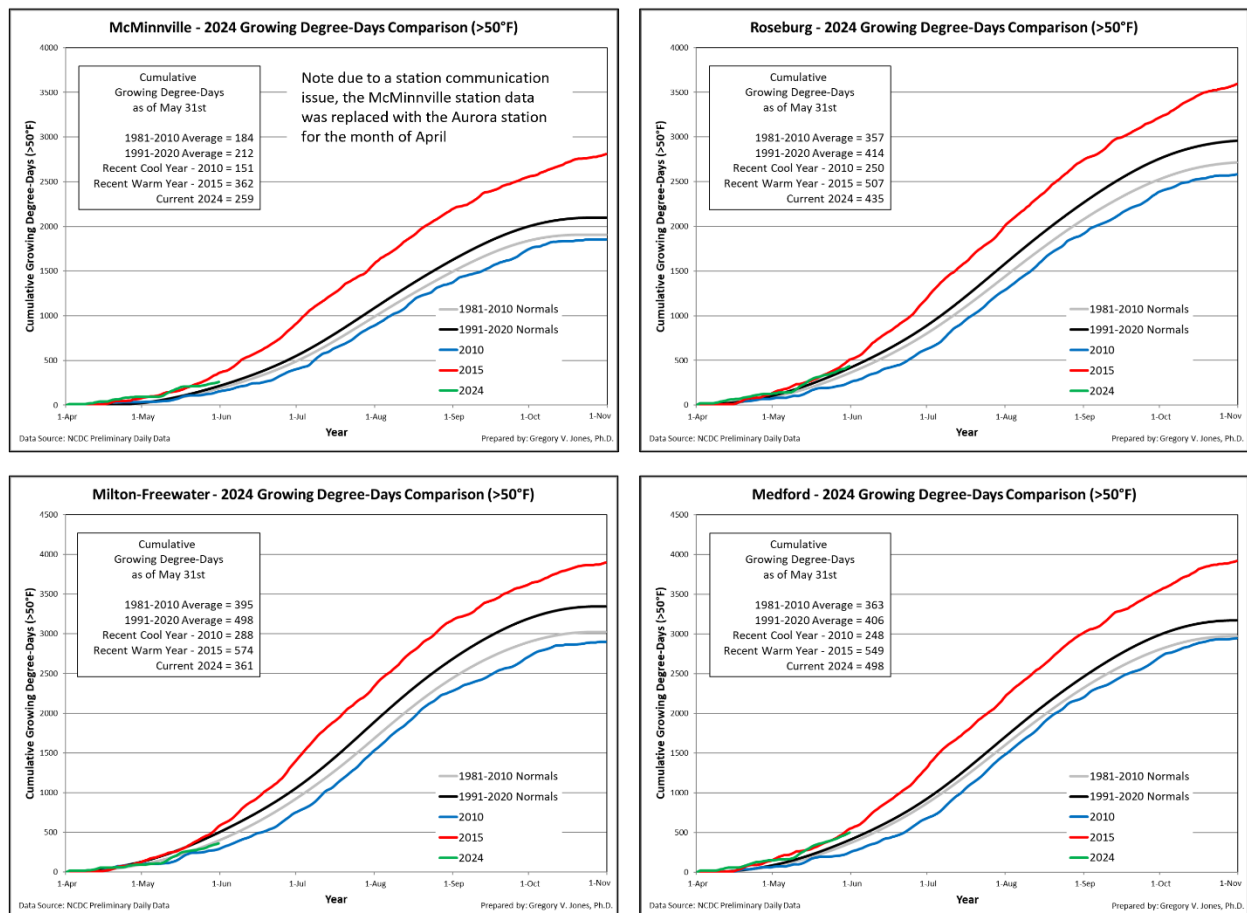 McMinnville - 2024 Growing Degree-Days Comparison (>50°F)
Cumulative Growing Degree-Days (>50°F)
4000
3500
3000
2500
2000
1500
1000
500
0
Cumulative
Growing Degree-Days
as of May 31st
1981-2010 Average = 184
1991-2020 Average = 212
Recent Cool Year - 2010 = 151
Recent Warm Year - 2015 = 362
Current 2024 = 259
Note due to a station communication
issue, the McMinnville station data
was replaced with the Aurora station
for the month of April
1981-2010 Normals
1991-2020 Normals
2010
2015
2024
1-Apr 1-May 1-Jun 1-Jul 1-Aug 1-Sep 1-Oct 1-Nov
Year
Data Source: NCDC Preliminary Daily Data
Prepared by: Gregory V. Jones, Ph.D.
Roseburg - 2024 Growing Degree-Days Comparison (>50°F)
Cumulative Growing Degree-Days (>50°F)
4000
3500
3000
2500
2000
1500
1000
500
0
Cumulative
Growing Degree-Days
as of May 31st
1981-2010 Average = 357
1991-2020 Average = 414
Recent Cool Year - 2010 = 250
Recent Warm Year - 2015 = 507
Current 2024 = 435
1981-2010 Normals
1991-2020 Normals
2010
2015
2024
1-Apr 1-May 1-Jun 1-Jul 1-Aug 1-Sep 1-Oct 1-Nov
Year
Data Source: NCDC Preliminary Daily Data
Prepared by: Gregory V. Jones, Ph.D.
Milton-Freewater - 2024 Growing Degree-Days Comparison (>50°F)
Cumulative Growing Degree-Days (>50°F)
4500
4000
3500
3000
2500
2000
1500
1000
500
0
Cumulative
Growing Degree-Days
as of May 31st
1981-2010 Average = 395
1991-2020 Average = 498
Recent Cool Year - 2010 = 288
Recent Warm Year - 2015 = 574
Current 2024 = 361
1981-2010 Normals
1991-2020 Normals
2010
2015
2024
1-Apr 1-May 1-Jun 1-Jul 1-Aug 1-Sep 1-Oct 1-Nov
Year
Data Source: NCDC Preliminary Daily Data
Prepared by: Gregory V. Jones, Ph.D.
Medford - 2024 Growing Degree-Days Comparison (>50°F)
Cumulative Growing Degree-Days (>50°F)
4500
4000
3500
3000
2500
2000
1500
1000
500
0
Cumulative
Growing Degree-Days
as of May 31st
1981-2010 Average = 363
1991-2020 Average = 406
Recent Cool Year - 2010 = 248
Recent Warm Year - 2015 = 549
Current 2024 = 498
1981-2010 Normals
1991-2020 Normals
2010
2015
2024
1-Apr 1-May 1-Jun 1-Jul 1-Aug 1-Sep 1-Oct 1-Nov
Year
Data Source: NCDC Preliminary Daily Data
Prepared by: Gregory V. Jones, Ph.D.